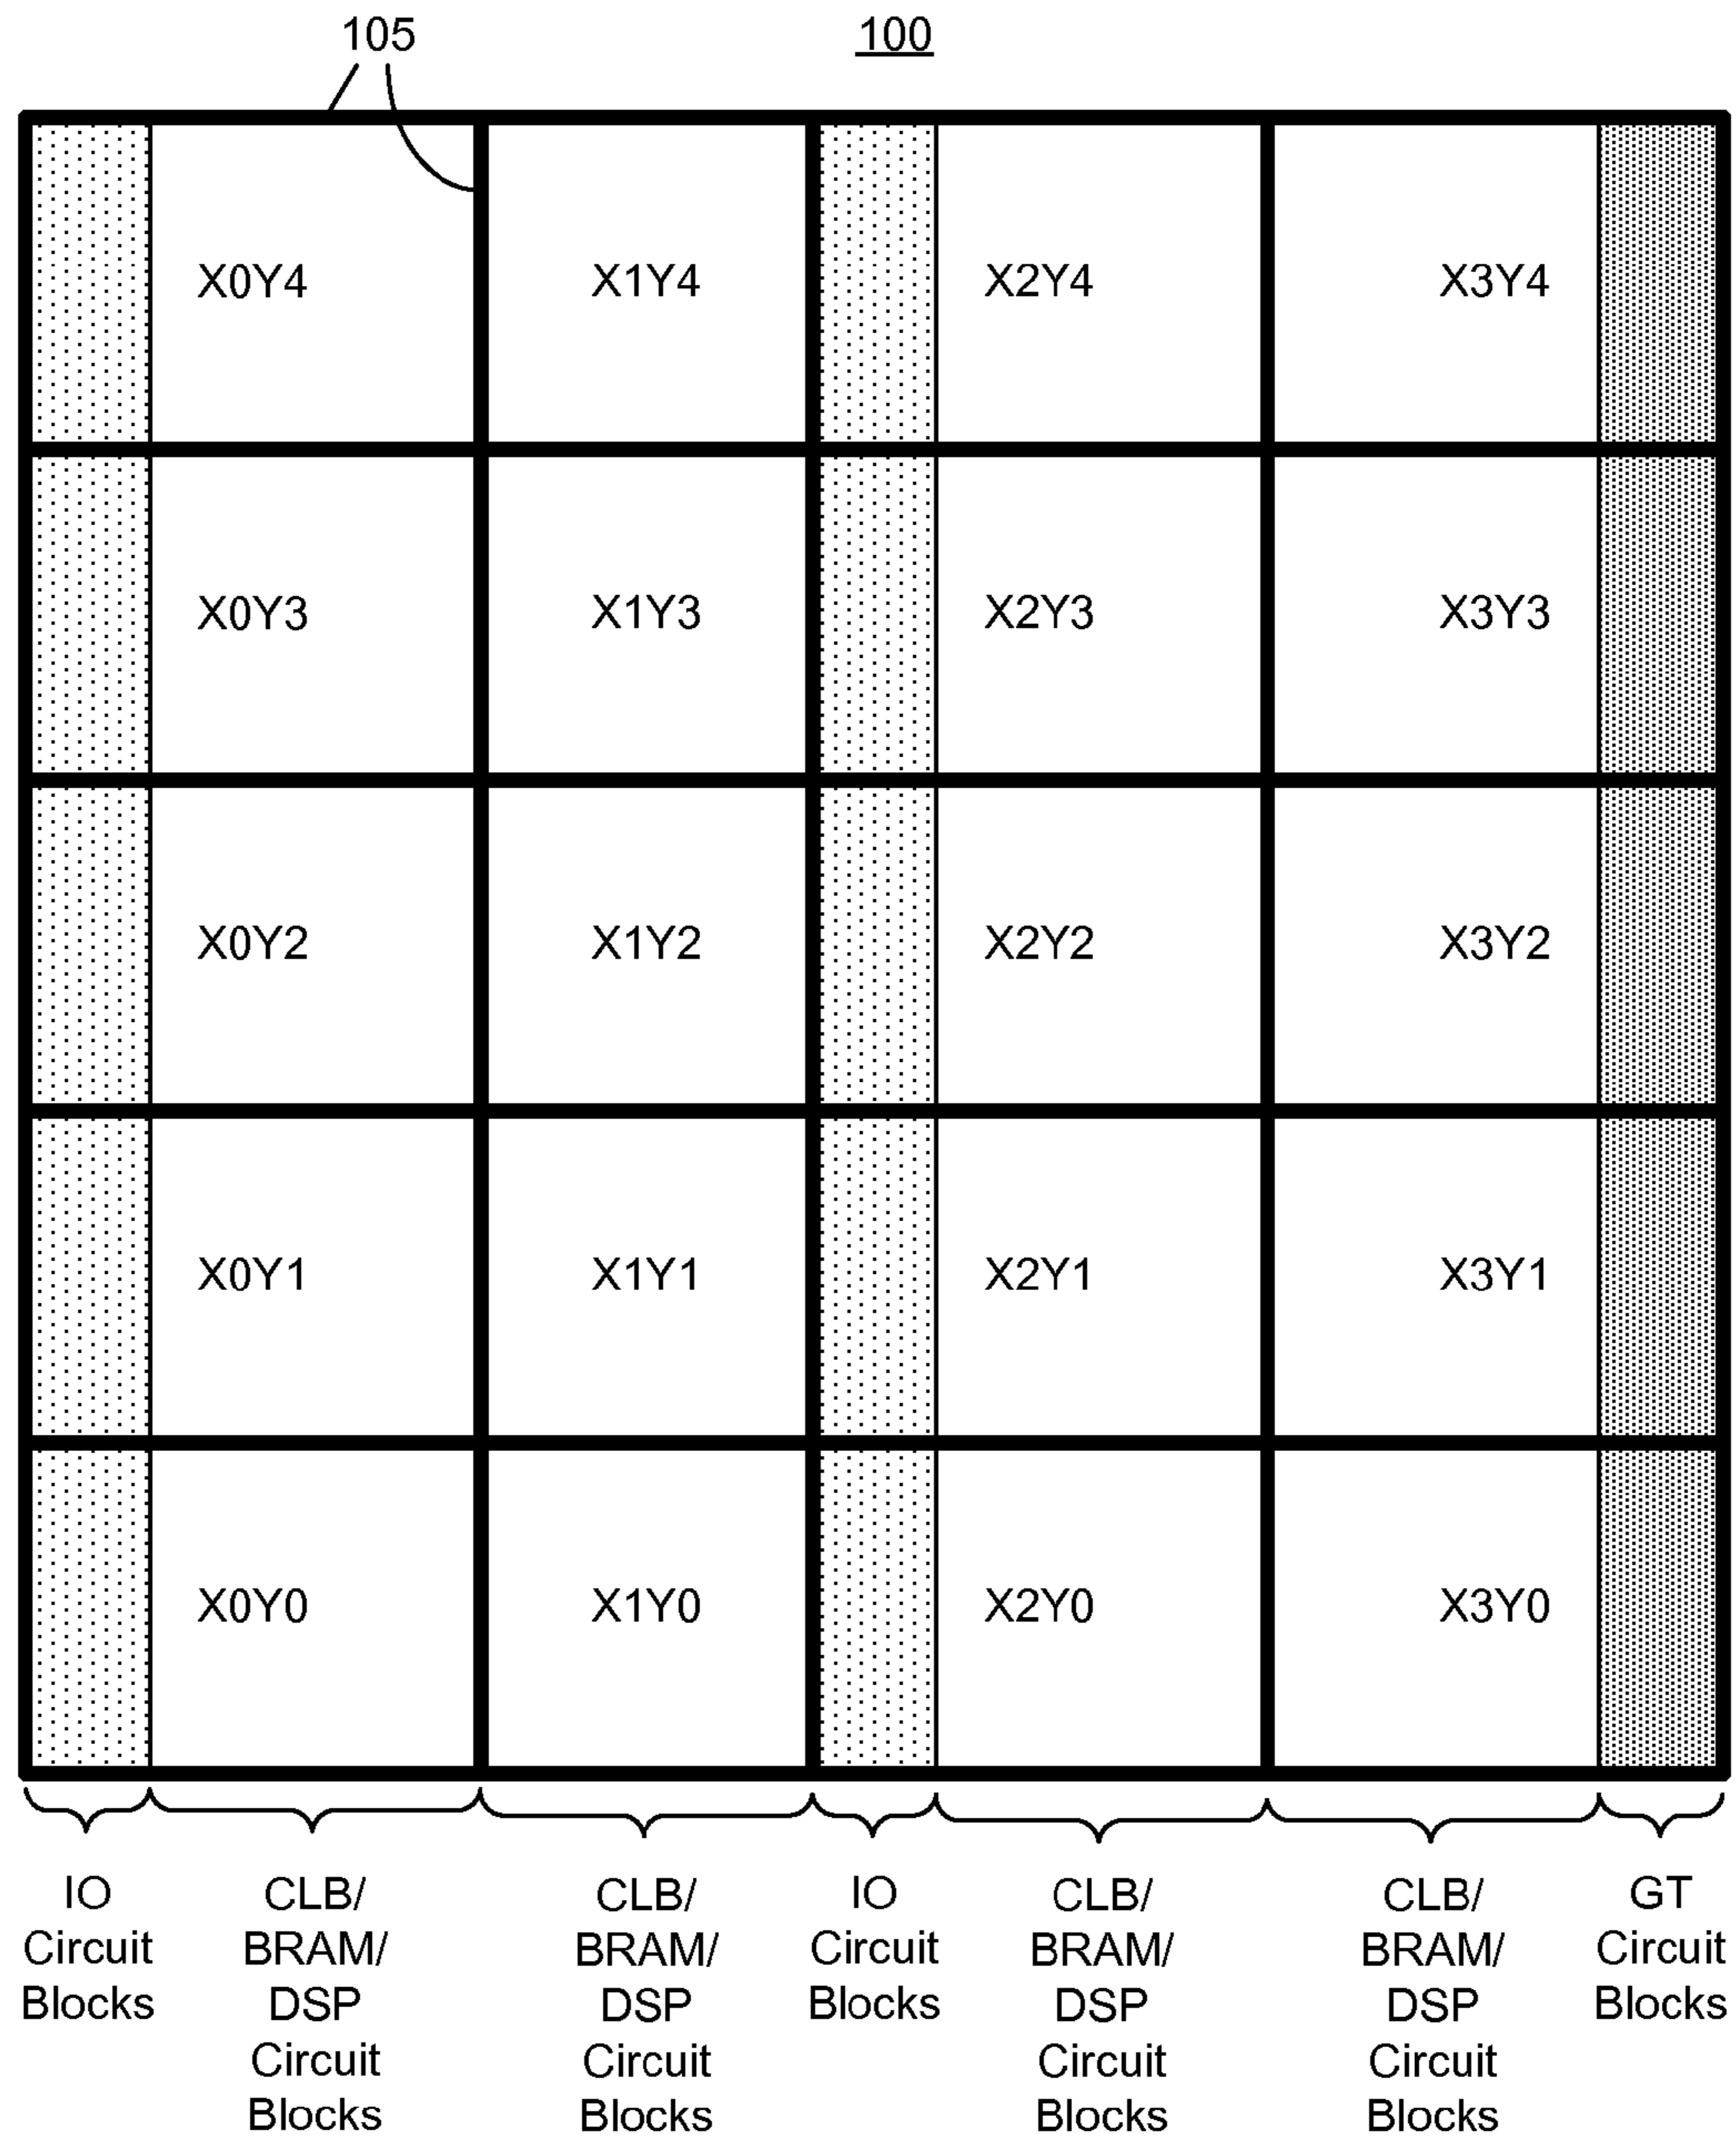 105
100
X0Y4 X1Y4 X2Y4 X3Y4
X0Y3 X1Y3 X2Y3 X3Y3
X0Y2 X1Y2 X2Y2 X3Y2
X0Y1 X1Y1 X2Y1 X3Y1
X0Y0 X1Y0 X2Y0 X3Y0
IO
Circuit
Blocks
CLB/
BRAM/
DSP
Circuit
Blocks
CLB/
BRAM/
DSP
Circuit
Blocks
IO
Circuit
Blocks
CLB/
BRAM/
DSP
Circuit
Blocks
CLB/
BRAM/
DSP
Circuit
Blocks
GT
Circuit
Blocks